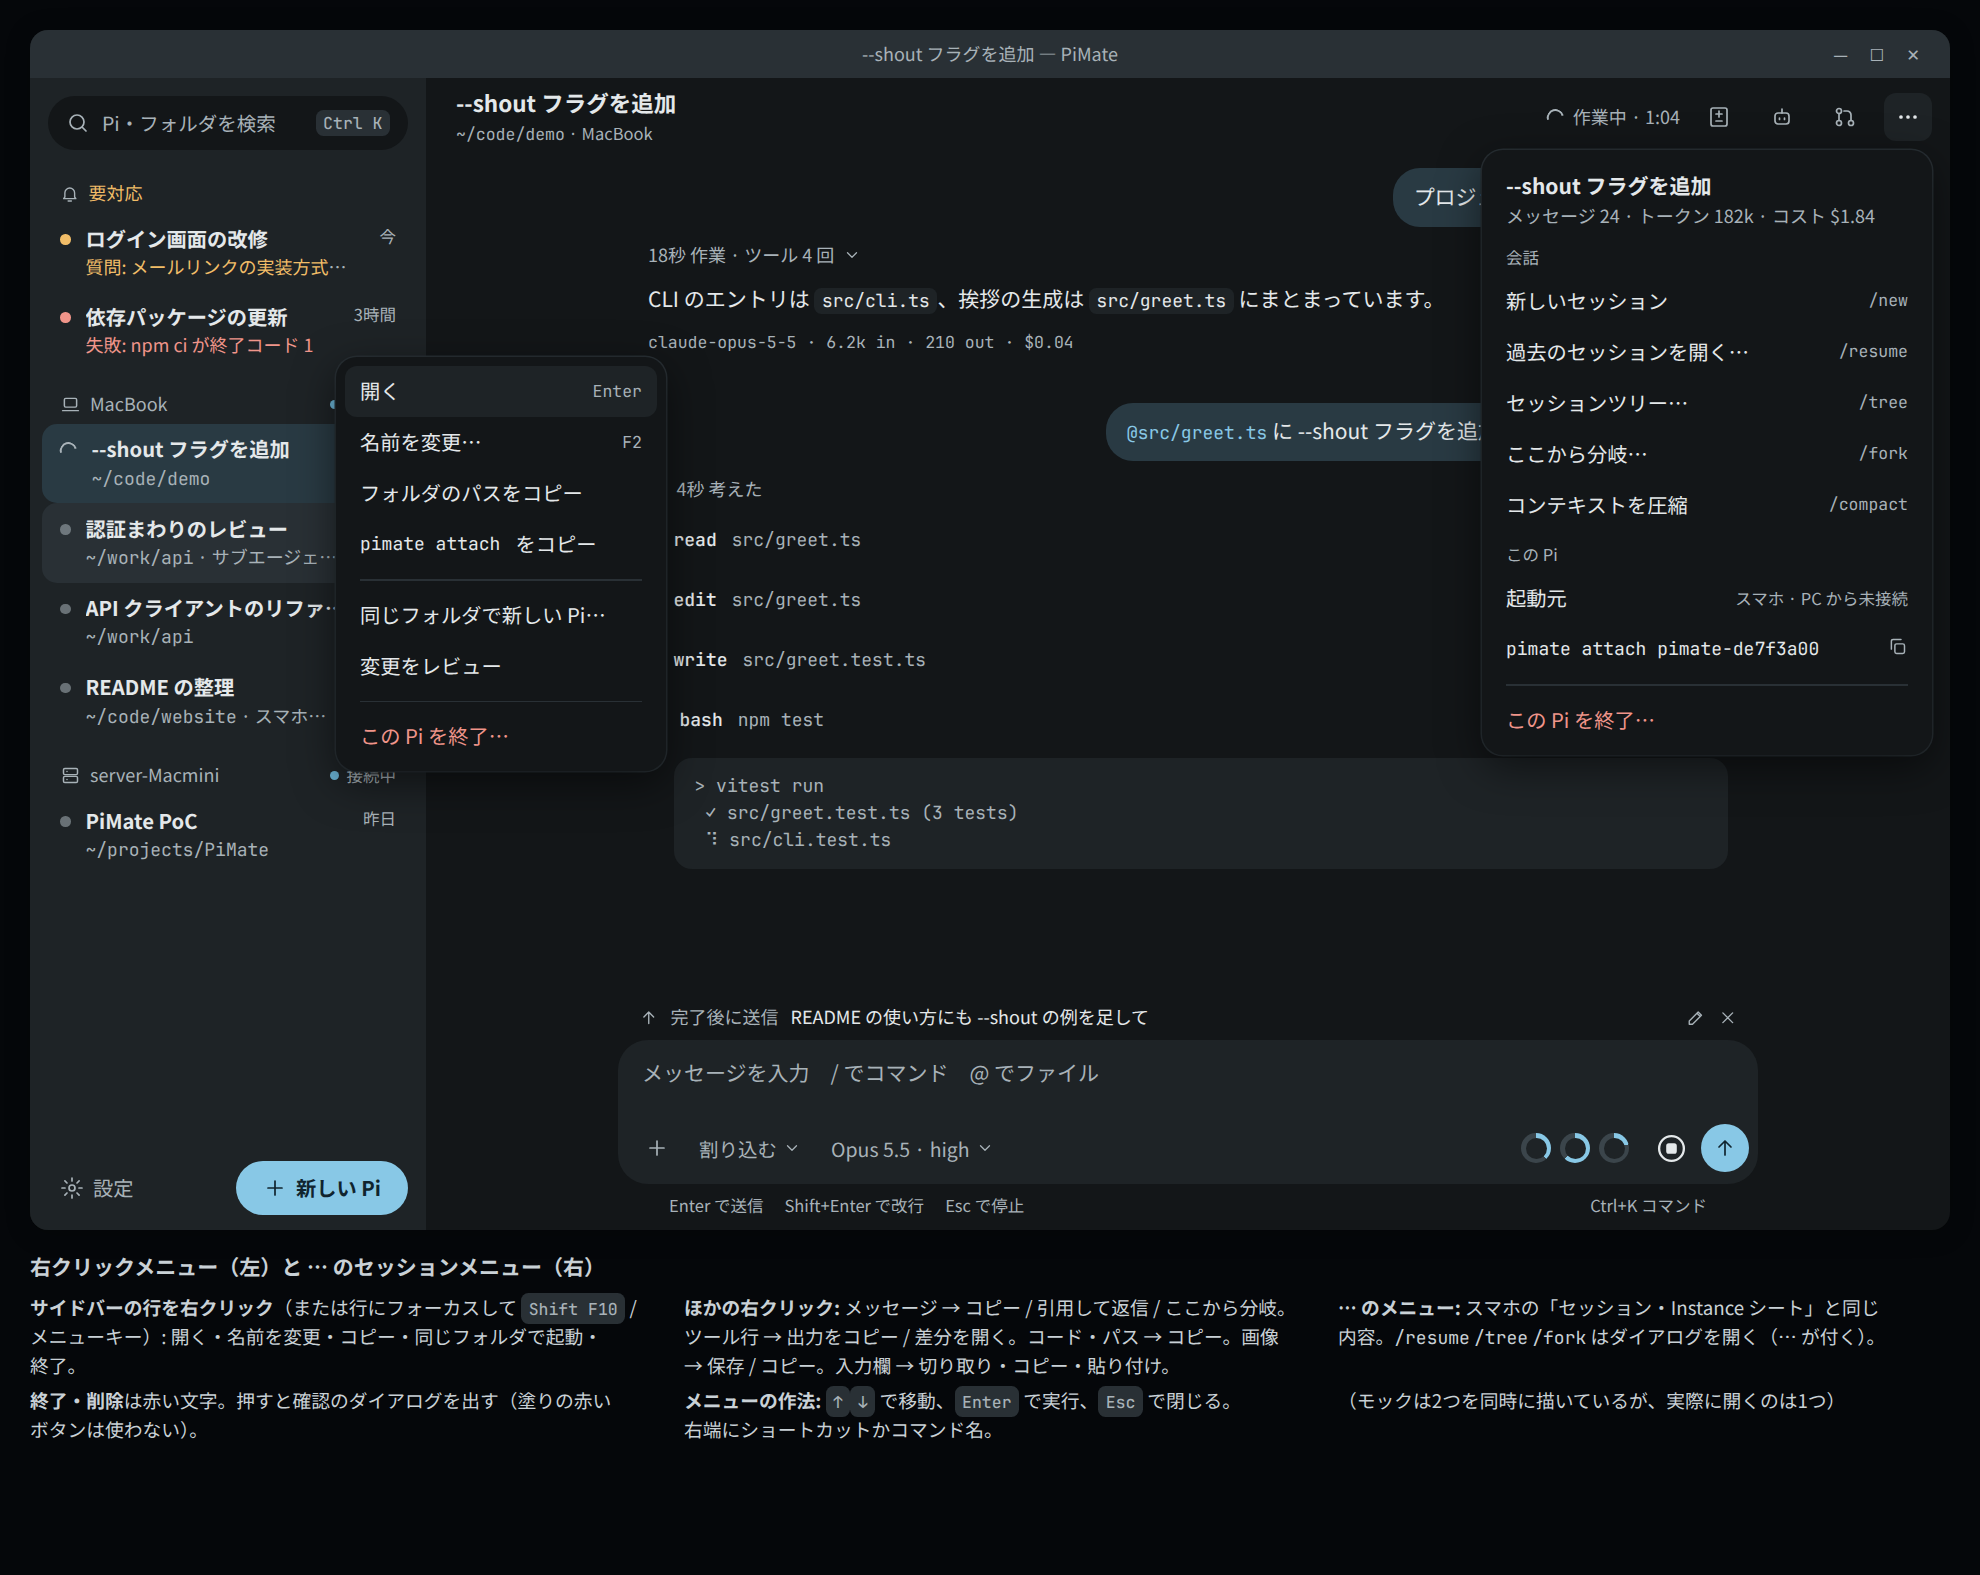 --shout フラグを追加 — PiMate
Pi・フォルダを検索 Ctrl K
要対応
ログイン画面の改修 今
質問: メールリンクの実装方式…
依存パッケージの更新 3時間
失敗: npm ci が終了コード 1
MacBook
--shout フラグを追加
~/code/demo
認証まわりのレビュー
~/work/api · サブエージェ…
API クライアントのリファ…
~/work/api
README の整理
~/code/website · スマホ…
server-Macmini 接続中
PiMate PoC 昨日
~/projects/PiMate
設定
新しい Pi
開く Enter
名前を変更… F2
フォルダのパスをコピー
pimate attach をコピー
同じフォルダで新しい Pi…
変更をレビュー
この Pi を終了…
--shout フラグを追加
~/code/demo · MacBook
作業中 · 1:04
プロジ
18秒 作業 · ツール 4 回
CLI のエントリは src/cli.ts 、挨拶の生成は src/greet.ts にまとまっています。
claude-opus-5-5 · 6.2k in · 210 out · $0.04
@src/greet.ts に --shout フラグを追
4秒 考えた
read src/greet.ts
edit src/greet.ts
write src/greet.test.ts
bash npm test
> vitest run
✓ src/greet.test.ts (3 tests)
⠹ src/cli.test.ts
完了後に送信 README の使い方にも --shout の例を足して
メッセージを入力 / でコマンド @ でファイル
割り込む Opus 5.5 · high
Enter で送信 Shift+Enter で改行 Esc で停止 Ctrl+K コマンド
--shout フラグを追加
メッセージ 24 · トークン 182k · コスト $1.84
会話
新しいセッション /new
過去のセッションを開く… /resume
セッションツリー… /tree
ここから分岐… /fork
コンテキストを圧縮 /compact
この Pi
起動元 スマホ · PC から未接続
pimate attach pimate-de7f3a00
この Pi を終了…
右クリックメニュー（左）と … のセッションメニュー（右）
サイドバーの行を右クリック（または行にフォーカスして Shift F10 /
メニューキー）: 開く・名前を変更・コピー・同じフォルダで起動・
終了。
終了・削除は赤い文字。押すと確認のダイアログを出す（塗りの赤い
ボタンは使わない）。
ほかの右クリック: メッセージ → コピー / 引用して返信 / ここから分岐。
ツール行 → 出力をコピー / 差分を開く。コード・パス → コピー。画像
→ 保存 / コピー。入力欄 → 切り取り・コピー・貼り付け。
メニューの作法: ↑ ↓ で移動、 Enter で実行、 Esc で閉じる。
右端にショートカットかコマンド名。
… のメニュー: スマホの「セッション・Instance シート」と同じ
内容。/resume /tree /fork はダイアログを開く（… が付く）。
（モックは2つを同時に描いているが、実際に開くのは1つ）